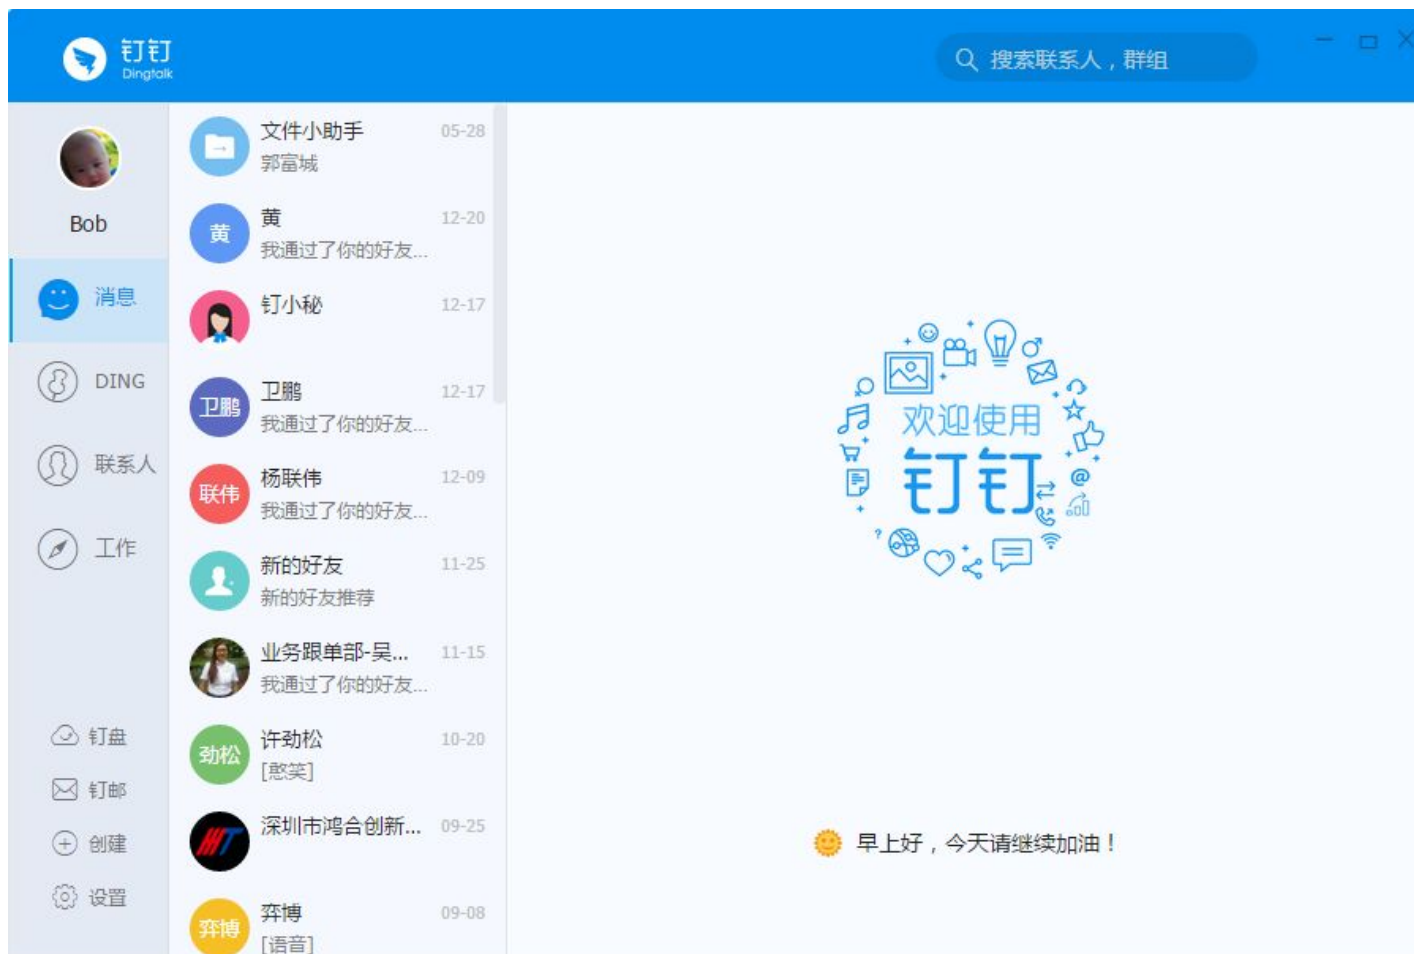 钉钉
Dingtalk
搜索联系人，群组
Bob
消息
DING
联系人
工作
钉盘
钉邮
创建
设置
文件小助手 05-28
郭富城
黄
黄 12-20
我通过了你的好友...
钉小秘 12-17
卫鹏
卫鹏 12-17
我通过了你的好友...
联伟
杨联伟 12-09
我通过了你的好友...
新的好友 11-25
新的好友推荐
业务跟单部-吴... 11-15
我通过了你的好友...
劲松
许劲松 10-20
[憨笑]
HT
深圳市鸿合创新... 09-25
弈博
弈博 09-08
[语音]
欢迎使用
钉钉
早上好，今天请继续加油！